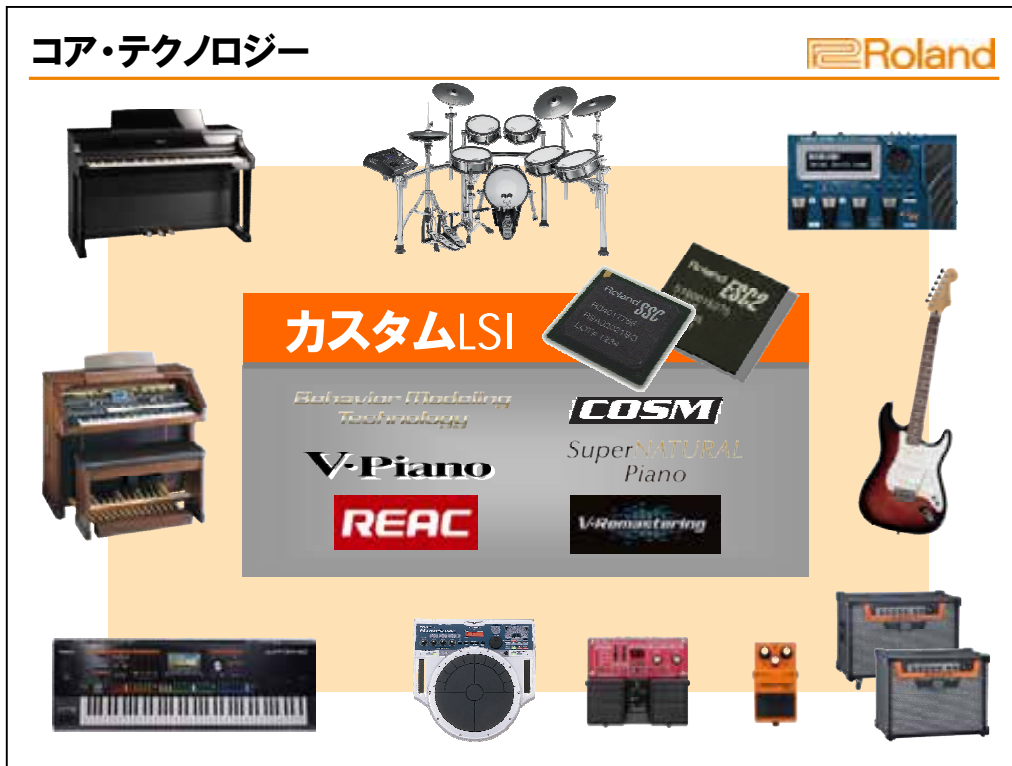 コア・テクノロジー
Roland
カスタムLSI
Roland
SSC
Roland
ESC2
Behavior Modeling
Technology
COSM
V-Piano
SuperNATURAL
Piano
REAC
V-Remastering